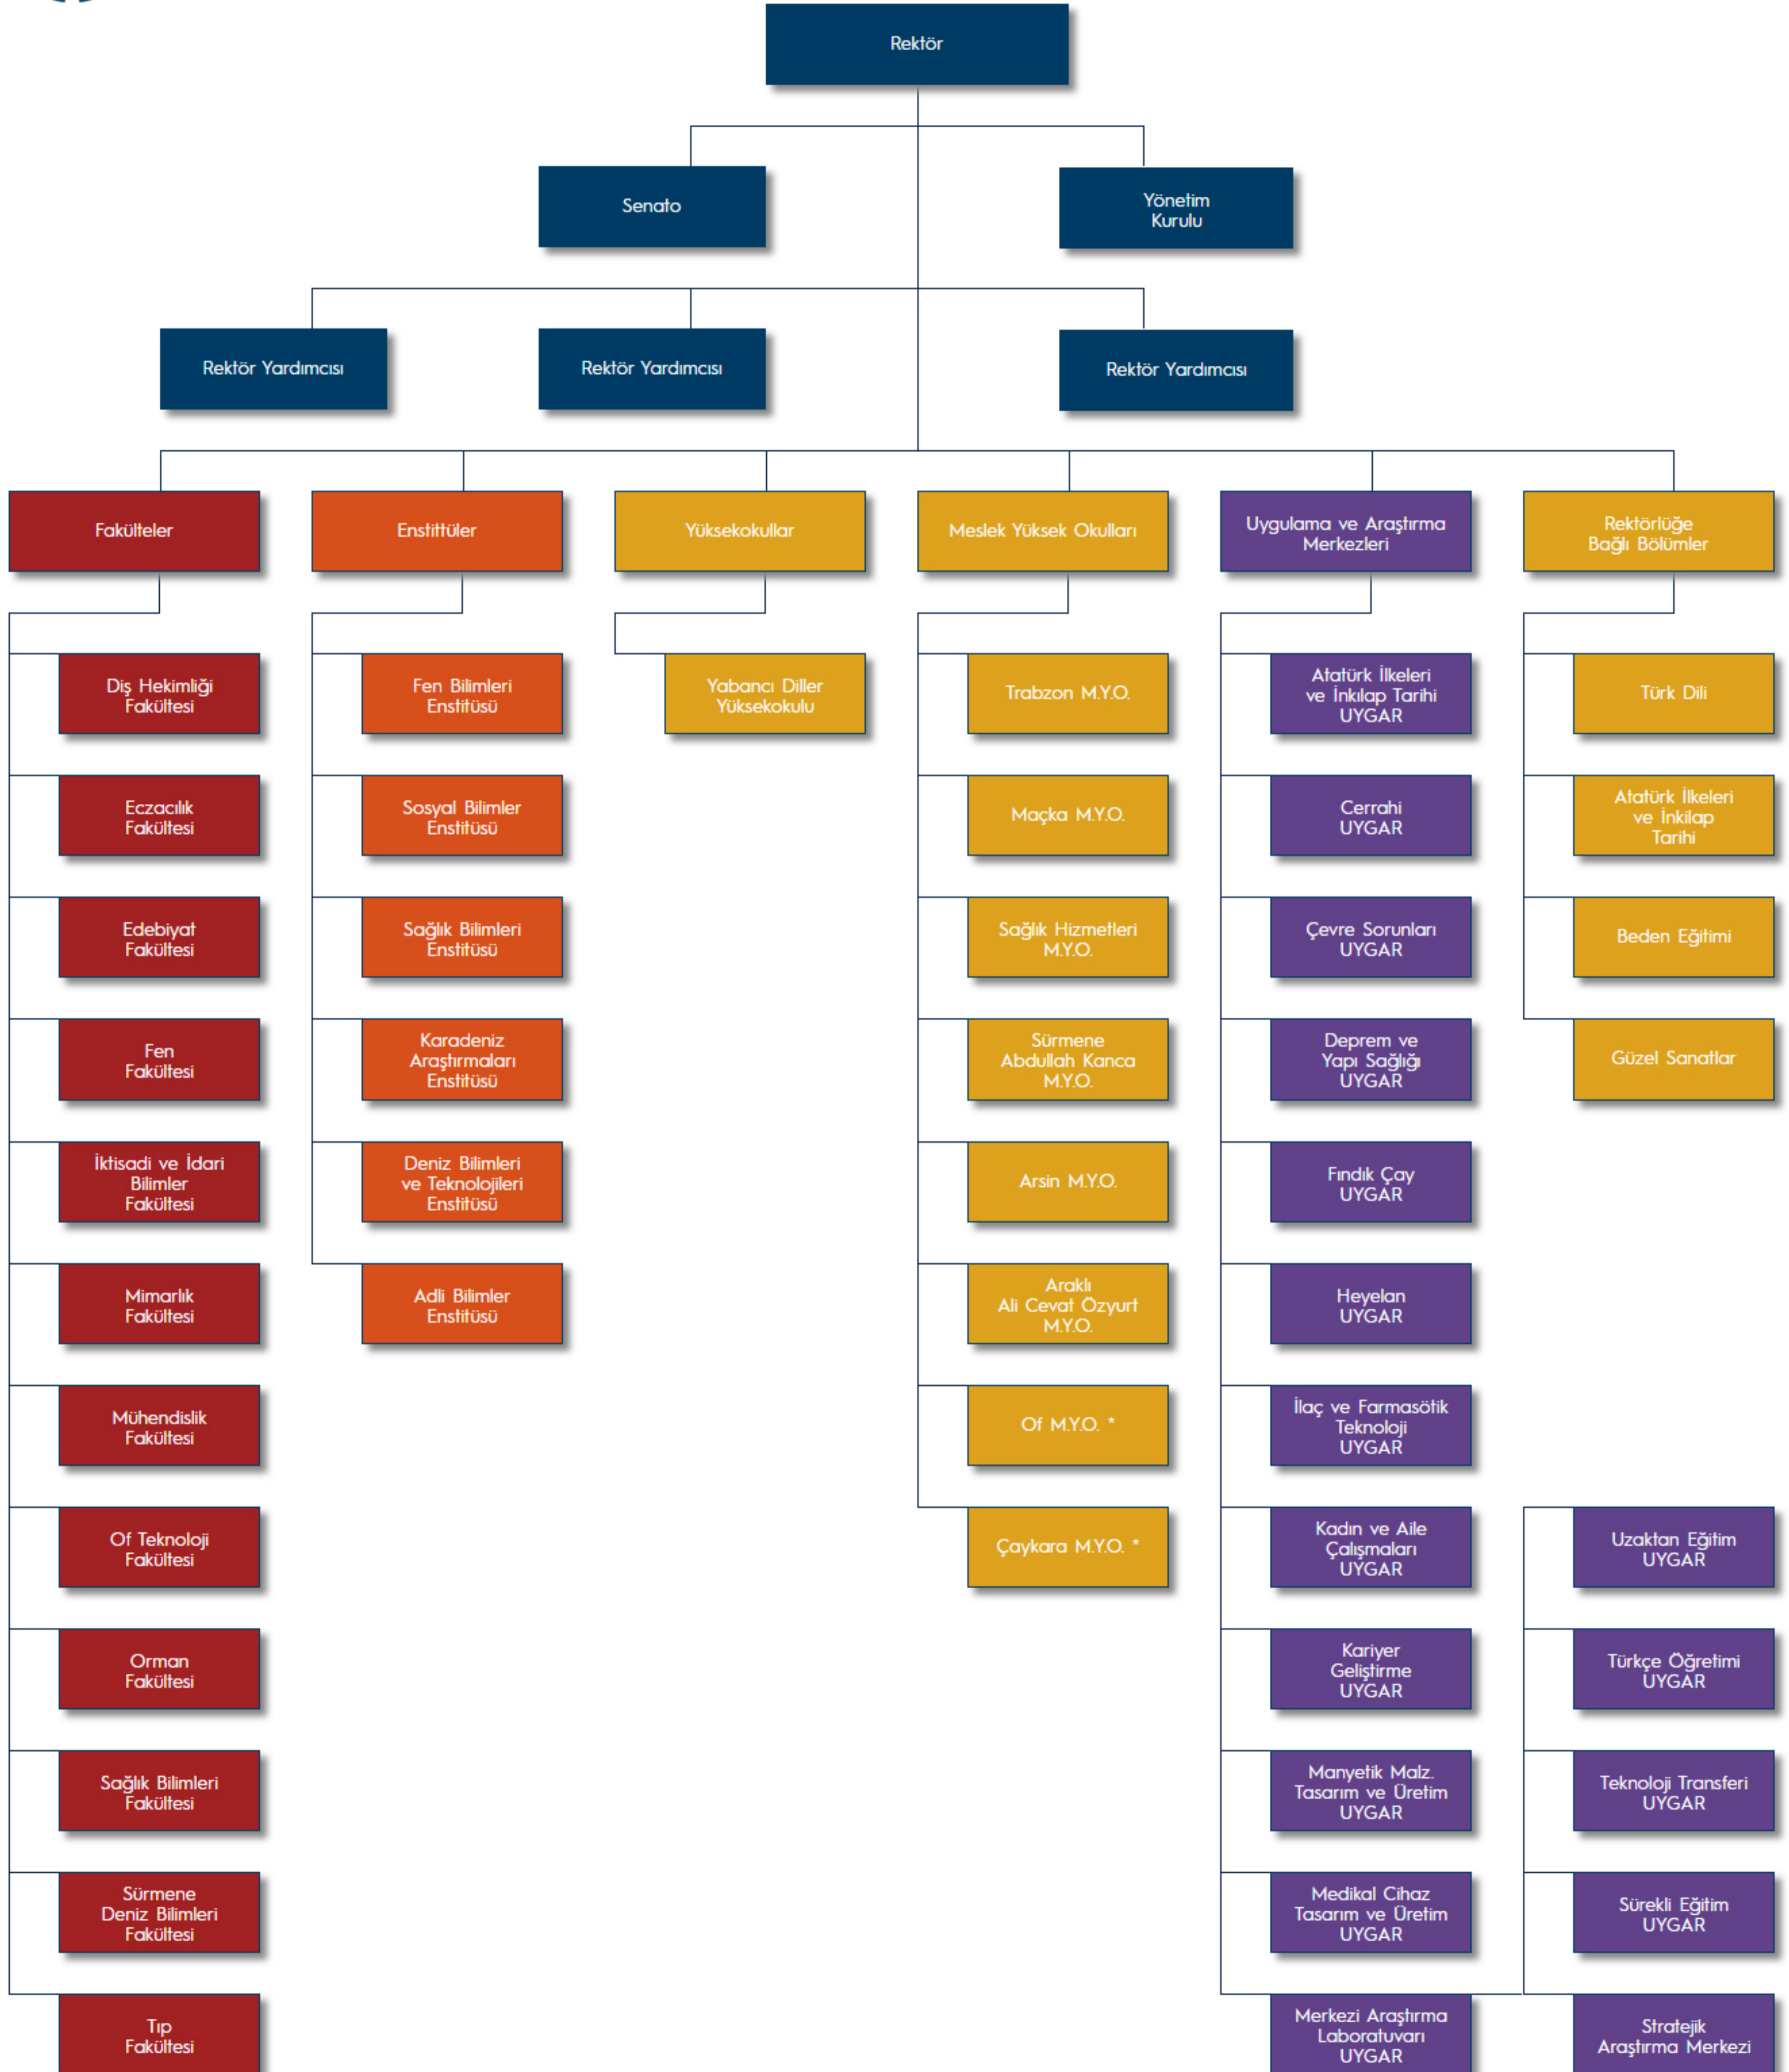 Rektör
Senato
Yönetim
Kurulu
Rektör Yardımcısı
Rektör Yardımcısı
Rektör Yardımcısı
Fakülteler
Diş Hekimliği
Fakültesi
Eczacılık
Fakültesi
Edebiyat
Fakültesi
Fen
Fakültesi
İktisadi ve İdari
Bilimler
Fakültesi
Mimarlık
Fakültesi
Mühendislik
Fakültesi
Of Teknoloji
Fakültesi
Orman
Fakültesi
Sağlık Bilimleri
Fakültesi
Sürmene
Deniz Bilimleri
Fakültesi
Tıp
Fakültesi
Enstittüler
Fen Bilimleri
Enstitüsü
Sosyal Bilimler
Enstitüsü
Sağlık Bilimleri
Enstitüsü
Karadeniz
Araştırmaları
Enstitüsü
Deniz Bilimleri
ve Teknolojileri
Enstitüsü
Adli Bilimler
Enstitüsü
Yüksekokullar
Yabancı Diller
Yüksekokulu
Meslek Yüksek Okulları
Trabzon M.Y.O.
Maçka M.Y.O.
Sağlık Hizmetleri
M.Y.O.
Sürmene
Abdullah Kanca
M.Y.O.
Arsin M.Y.O.
Araklı
Ali Cevat Özyurt
M.Y.O.
Of M.Y.O. *
Çaykara M.Y.O. *
Uygulama ve Araştırma
Merkezleri
Atatürk İlkeleri
ve İnkılap Tarihi
UYGAR
Cerrahi
UYGAR
Çevre Sorunları
UYGAR
Deprem ve
Yapı Sağlığı
UYGAR
Fındık Çay
UYGAR
Heyelan
UYGAR
İlaç ve Farmasötik
Teknoloji
UYGAR
Kadın ve Aile
Çalışmaları
UYGAR
Kariyer
Geliştirme
UYGAR
Manyetik Malz.
Tasarım ve Üretim
UYGAR
Medikal Cihaz
Tasarım ve Üretim
UYGAR
Merkezi Araştırma
Laboratuvarı
UYGAR
Uzaktan Eğitim
UYGAR
Türkçe Öğretimi
UYGAR
Teknoloji Transferi
UYGAR
Sürekli Eğitim
UYGAR
Stratejik
Araştırma Merkezi
Rektörlüğe
Bağlı Bölümler
Türk Dili
Atatürk İlkeleri
ve İnkilap
Tarihi
Beden Eğitimi
Güzel Sanatlar